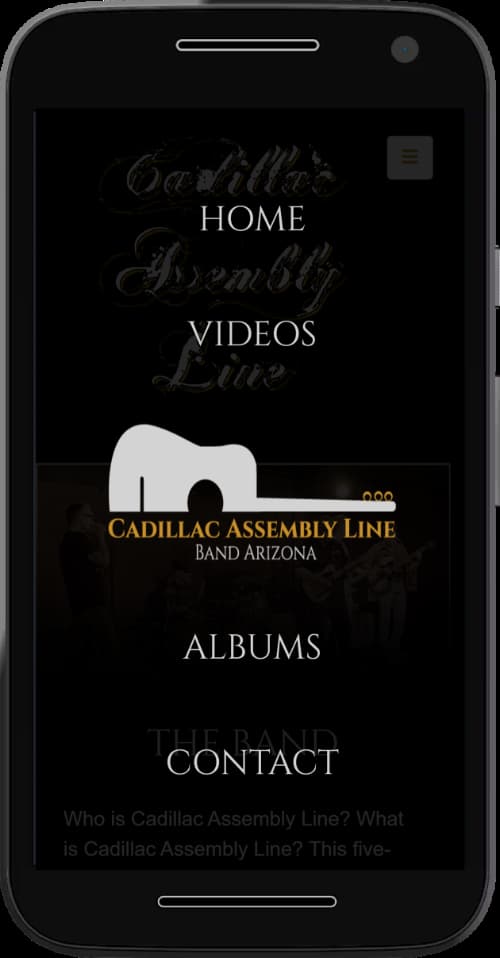 Cadillac
HOME
Assembly
VIDEOS
Line
CADILLAC ASSEMBLY LINE
BAND ARIZONA
ALBUMS
THE BAND
CONTACT
Who is Cadillac Assembly Line? What
is Cadillac Assembly Line? This five-